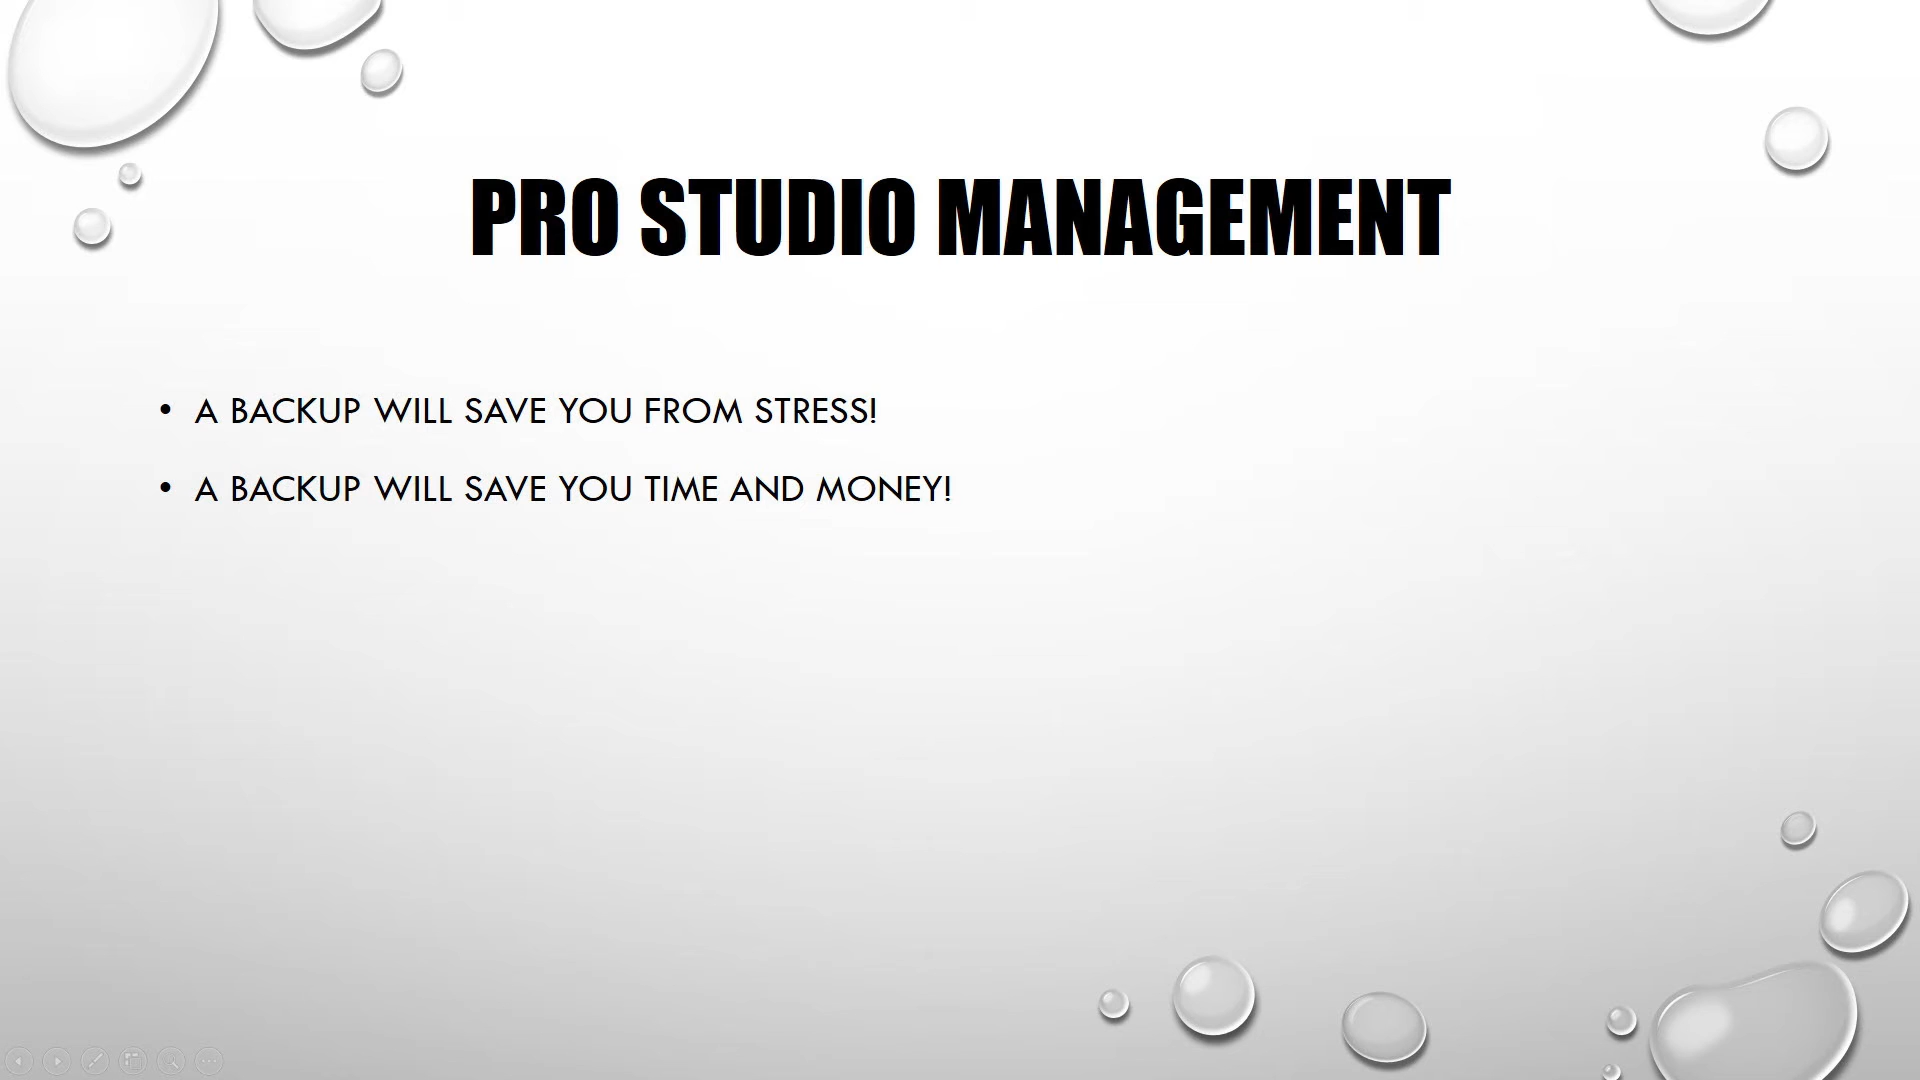 PRO STUDIO MANAGEMENT
• A BACKUP WILL SAVE YOU FROM STRESS!
• A BACKUP WILL SAVE YOU TIME AND MONEY!